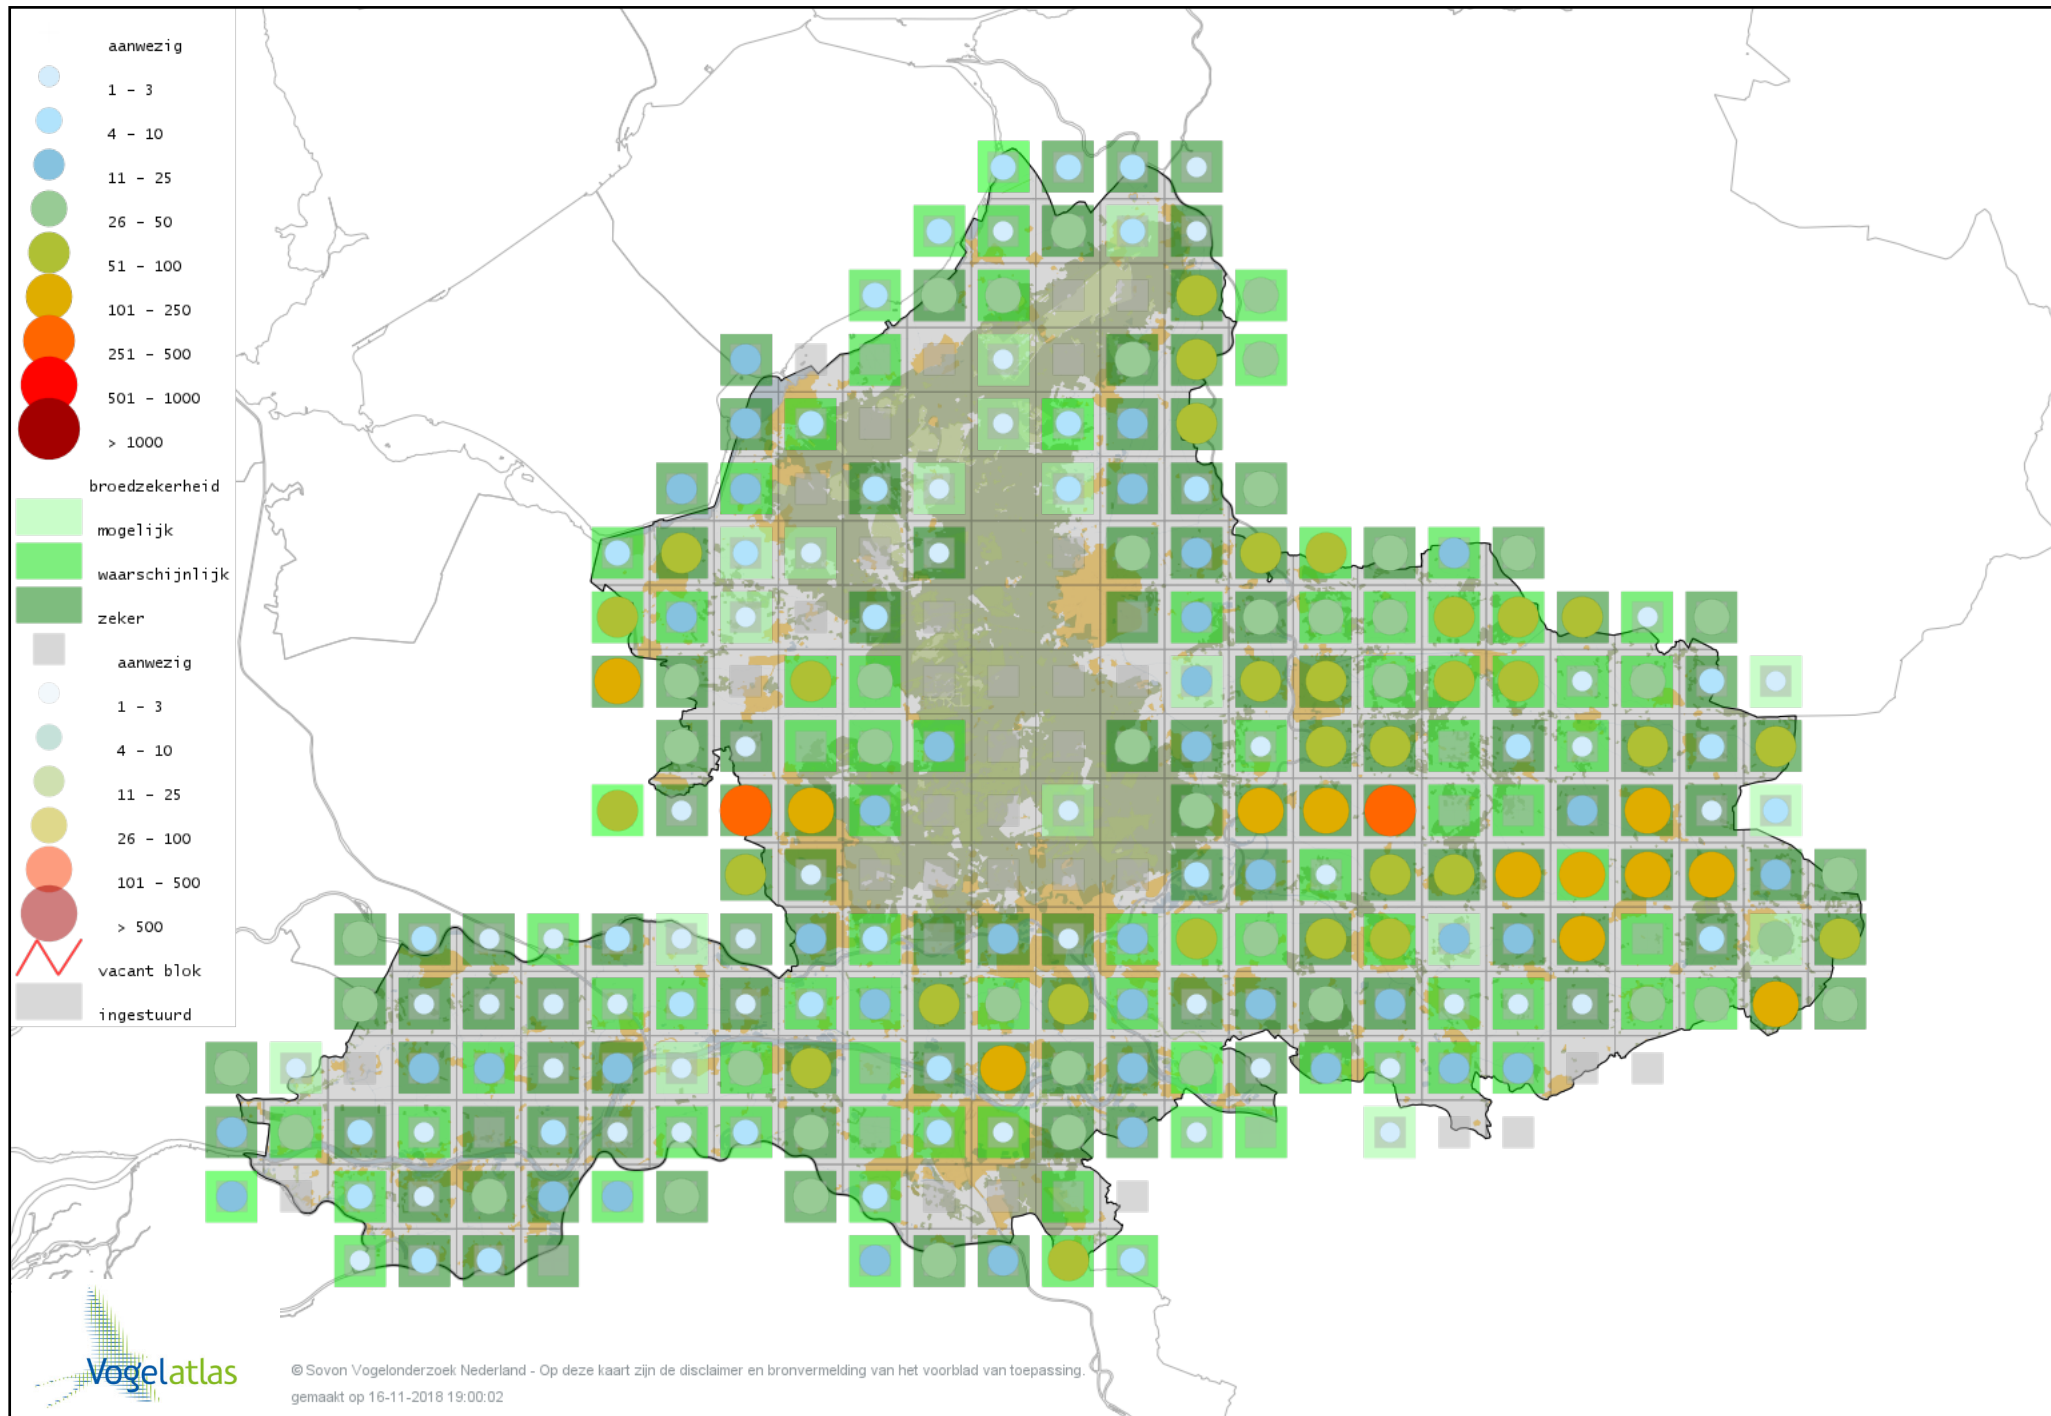 aanwezig
1 - 3
4 - 10
11 - 25
26 - 50
51 - 100
101 - 250
251 - 500
501 - 1000
> 1000
broedzekerheid
mogelijk
waarschijnlijk
zeker
aanwezig
1 - 3
4 - 10
11 - 25
26 - 100
101 - 500
> 500
vacant blok
ingestuurd
Vogelatlas
© Sovon Vogelonderzoek Nederland - Op deze kaart zijn de disclaimer en bronvermelding van het voorblad van toepassing.
gemaakt op 16-11-2018 19:00:02